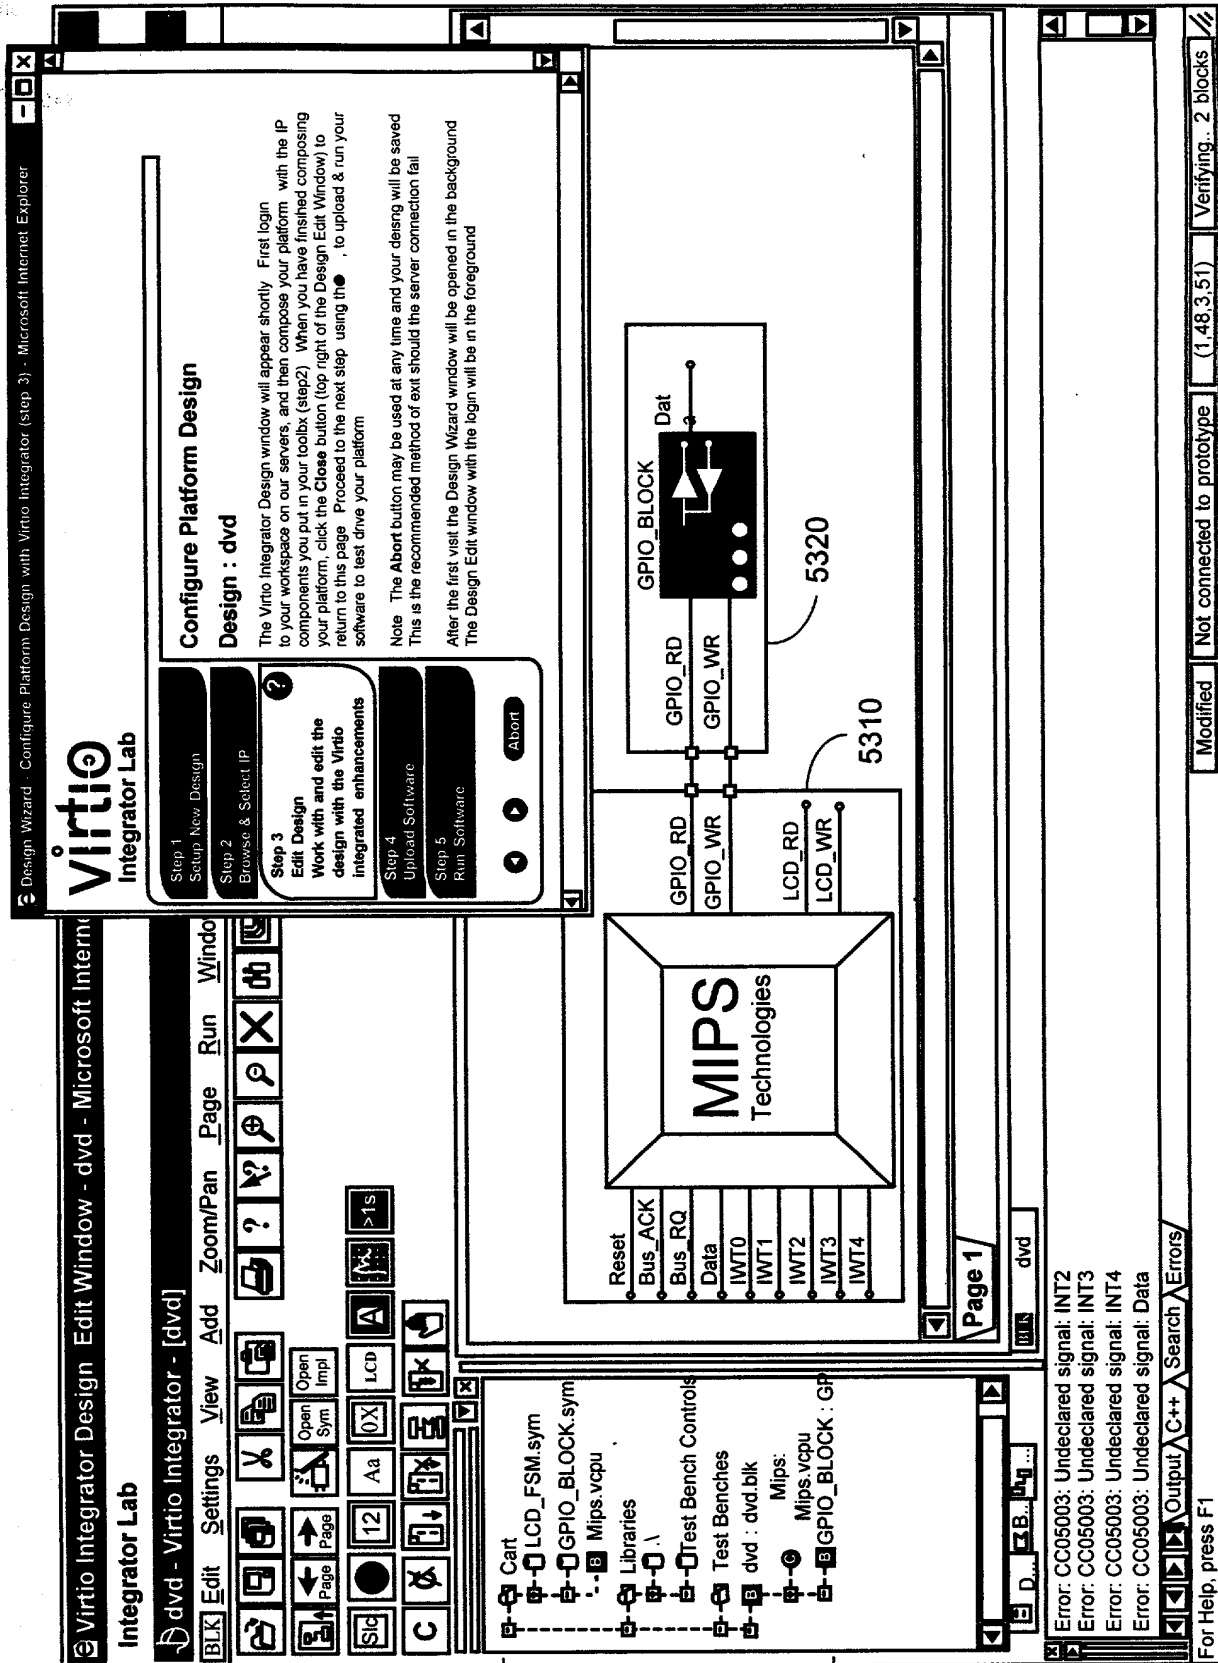 Design Wizard - Configure Platform Design with Virtio Integrator (step 3) - Microsoft Internet Explorer
Virtio
Integrator Lab
Step 1
Setup New Design
Step 2
Browse & Select IP
Step 3
Edit Design
Work with and edit the
design with the Virtio
integrated enhancements
?
Step 4
Upload Software
Step 5
Run Software
Abort
Configure Platform Design
Design : dvd
The Virtio Integrator Design window will appear shortly First login
to your workspace on our servers, and then compose your platform with the IP
components you put in your toolbx (step2) When you have finsihed composing
your platform, click the Close button (top right of the Design Edit Window) to
return to this page Proceed to the next step using the , to upload & run your
software to test drive your platform
Note The Abort button may be used at any time and your deisng will be saved
This is the recommended method of exit should the server connection fail
After the first visit the Design Wizard window will be opened in the background
The Design Edit window with the login will be in the foreground
Virtio Integrator Design Edit Window - dvd - Microsoft Interne
Integrator Lab
dvd - Virtio Integrator - [dvd]
BLK Edit Settings View Add Zoom/Pan Page Run Windo
? ?
Page Page Open Sym Open Impl
Slc 12 Aa 0X LCD A >1s
C
Cart
LCD_FSM.sym
GPIO_BLOCK.sym
B Mips.vcpu
Libraries
.\
Test Bench Controls
Test Benches
B dvd : dvd.blk
Mips:
C Mips.vcpu
B GPIO_BLOCK : GP
D... B...
Reset
Bus_ACK
Bus_RQ
Data
IWT0
IWT1
IWT2
IWT3
IWT4
MIPS
Technologies
GPIO_RD
GPIO_WR
LCD_RD
LCD_WR
5310
GPIO_RD
GPIO_WR
GPIO_BLOCK
Dat
a
5320
Page 1
BLK dvd
Error: CC05003: Undeclared signal: INT2
Error: CC05003: Undeclared signal: INT3
Error: CC05003: Undeclared signal: INT4
Error: CC05003: Undeclared signal: Data
Output C++ Search Errors
For Help, press F1
Modified Not connected to prototype (1,48,3,51) Verifying.. 2 blocks